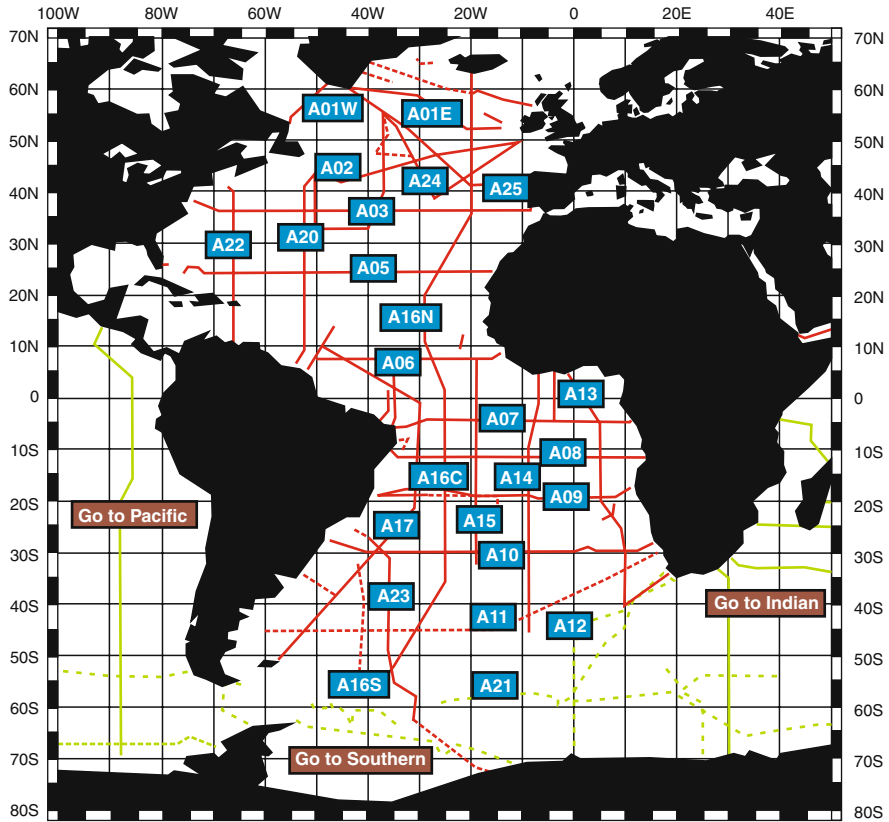 100W 80W 60W 40W 20W 0 20E 40E
70N 70N
60N 60N
A01W A01E
50N 50N
A02
A24 A25
40N 40N
A03
A20
A22
30N 30N
A05
20N 20N
A16N
10N 10N
A06
0 A13 0
A07
10S 10S
A08
A16C A14
A09
20S 20S
Go to Pacific A17 A15
30S A10 30S
A23
40S Go to Indian 40S
A11 A12
50S 50S
A16S A21
60S 60S
70S Go to Southern 70S
80S 80S